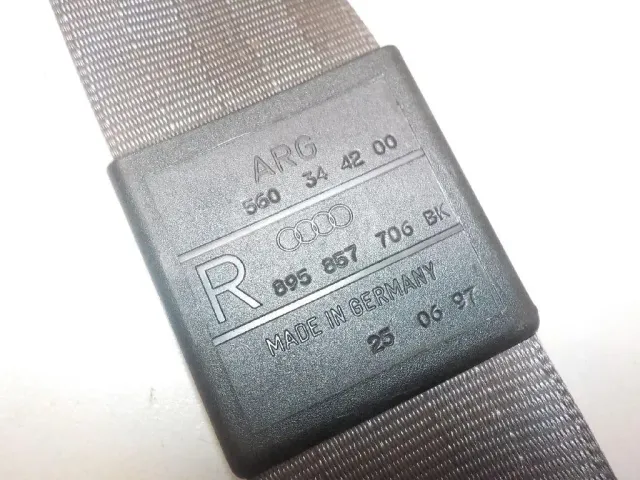 ARG
560 34 42 00
R
895 857 706 BK
MADE IN GERMANY
25 06 97